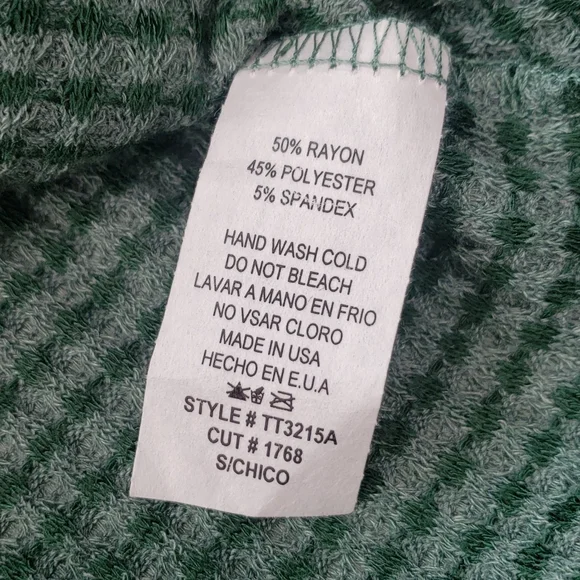 50% RAYON
45% POLYESTER
5% SPANDEX
HAND WASH COLD
DO NOT BLEACH
LAVAR A MANO EN FRIO
NO VSAR CLORO
MADE IN USA
HECHO EN E.U.A
STYLE # TT3215A
CUT # 1768
S/CHICO